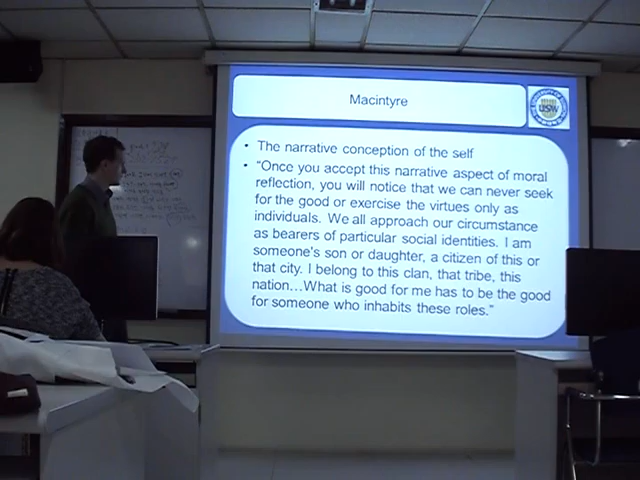 Macintyre
• The narrative conception of the self
• “Once you accept this narrative aspect of moral
reflection, you will notice that we can never seek
for the good or exercise the virtues only as
individuals. We all approach our circumstance
as bearers of particular social identities. I am
someone's son or daughter, a citizen of this or
that city. I belong to this clan, that tribe, this
nation…What is good for me has to be the good
for someone who inhabits these roles.”